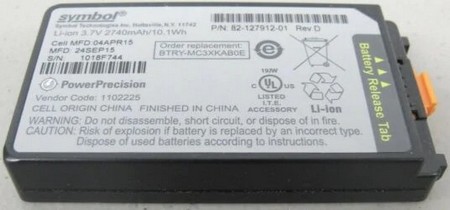 symbol
Symbol Technologies Inc, Holtsville, N.Y. 11742
Li-ion 3.7V 2740mAh/10.1Wh
P/N: 82-127912-01 Rev D
Cell MFD 04APR15
MFD 24SEP15
S/N: 1018F744
Order replacement:
BTRY-MC3XKAB0E
PowerPrecision
Vendor Code: 1102225
CELL ORIGIN CHINA / FINISHED IN CHINA
I.T.E.
ACCESSORY
Li-ion
Battery Release Tab
WARNING: Do not disassemble, short circuit, or dispose of in fire.
Risk of explosion if battery is replaced by an incorrect type.
Dispose of used batteries according to the instructions.